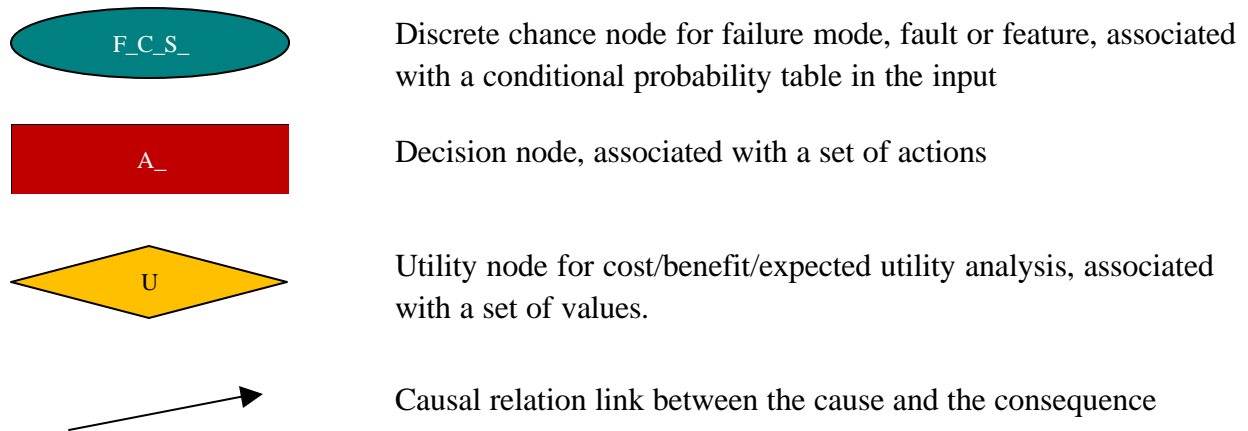 F_C_S_
Discrete chance node for failure mode, fault or feature, associated
with a conditional probability table in the input
A_
Decision node, associated with a set of actions
U
Utility node for cost/benefit/expected utility analysis, associated
with a set of values.
Causal relation link between the cause and the consequence